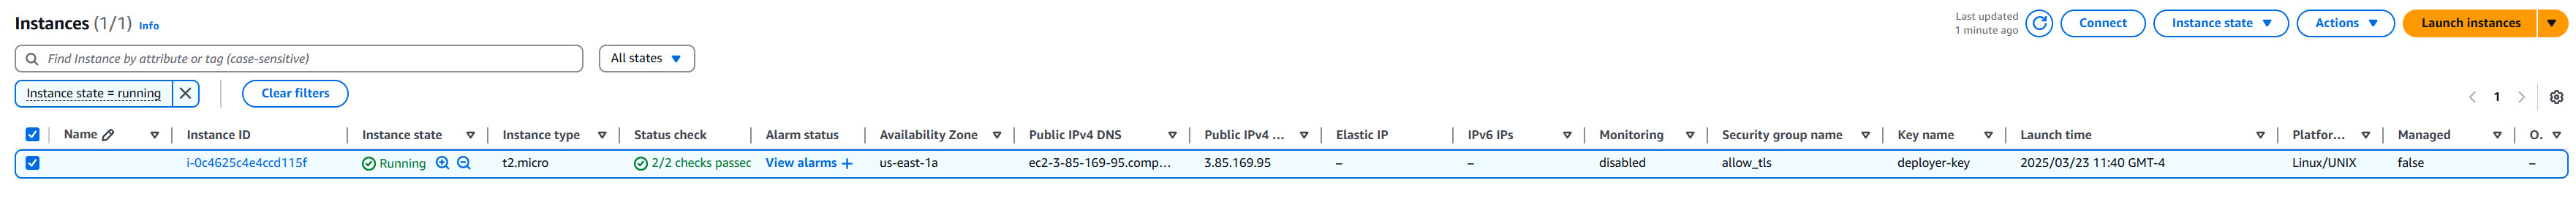 Instances (1/1) Info
Last updated
1 minute ago
Connect
Instance state
Actions
Launch instances
Find Instance by attribute or tag (case-sensitive)
All states
Instance state = running
Clear filters
1
Name Instance ID Instance state Instance type Status check Alarm status Availability Zone Public IPv4 DNS Public IPv4 ... Elastic IP IPv6 IPs Monitoring Security group name Key name Launch time Platfor... Managed O.
i-0c4625c4e4ccd115f Running t2.micro 2/2 checks passec View alarms + us-east-1a ec2-3-85-169-95.comp... 3.85.169.95 – – disabled allow_tls deployer-key 2025/03/23 11:40 GMT-4 Linux/UNIX false –